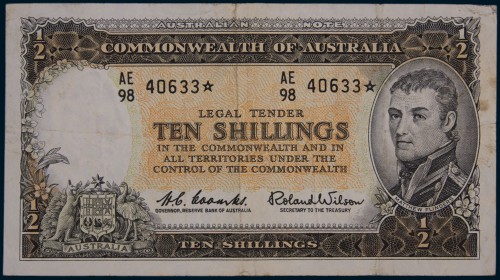 AUSTRALIAN NOTE
1/2 COMMONWEALTH OF AUSTRALIA 1/2
AE 98 40633☆ AE 98 40633☆
LEGAL TENDER
TEN SHILLINGS
IN THE COMMONWEALTH AND IN
ALL TERRITORIES UNDER THE
CONTROL OF THE COMMONWEALTH
MATTHEW FLINDERS
H.C. Coombs Roland Wilson
GOVERNOR, RESERVE BANK OF AUSTRALIA SECRETARY TO THE TREASURY
1/2 AUSTRALIA TEN SHILLINGS 1/2